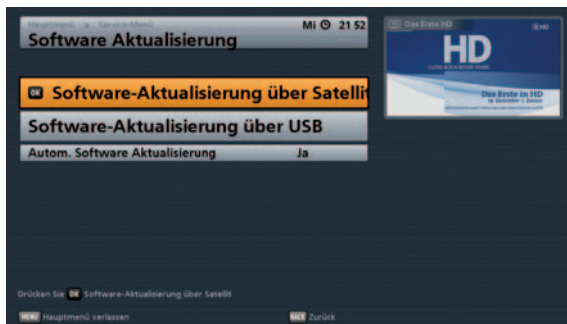 Hauptmenü > Service-Menü
Mi 21 52
Software Aktualisierung
Das Erste HD
HD
HD
Das Erste in HD
OK Software-Aktualisierung über Satellit
Software-Aktualisierung über USB
Autom. Software Aktualisierung Ja
Drücken Sie OK Software-Aktualisierung über Satellit
MENU Hauptmenü verlassen
BACK Zurück